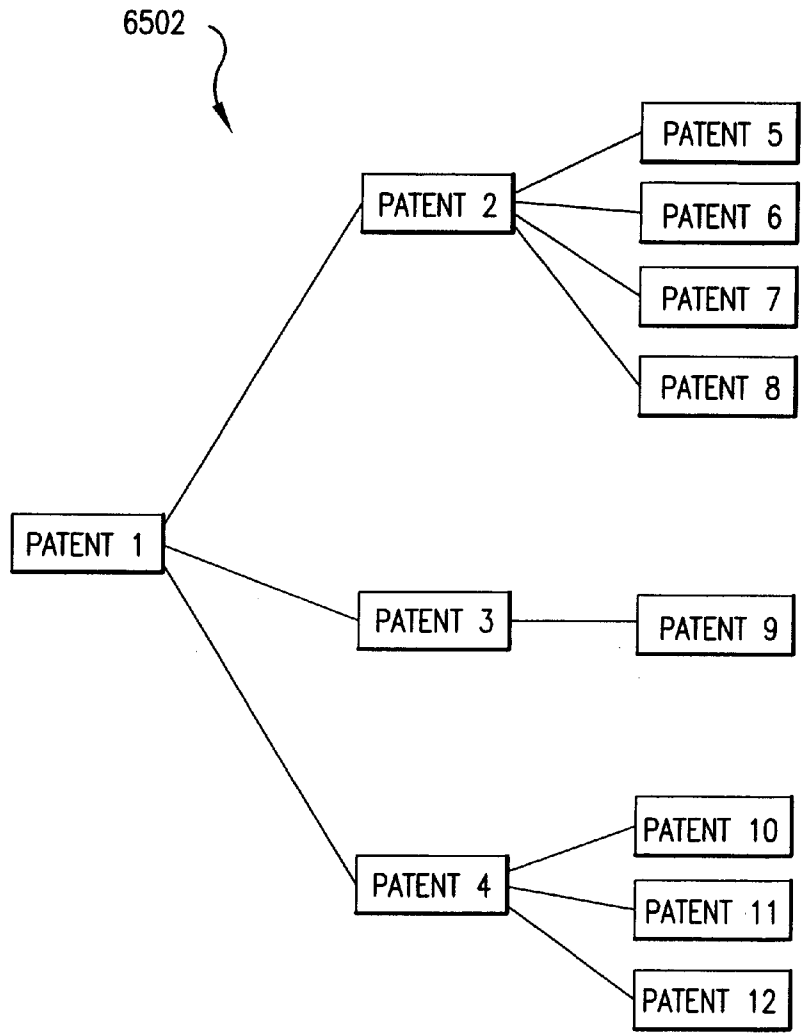 6502
PATENT 5
PATENT 2
PATENT 6
PATENT 7
PATENT 8
PATENT 1
PATENT 3
PATENT 9
PATENT 10
PATENT 4
PATENT 11
PATENT 12